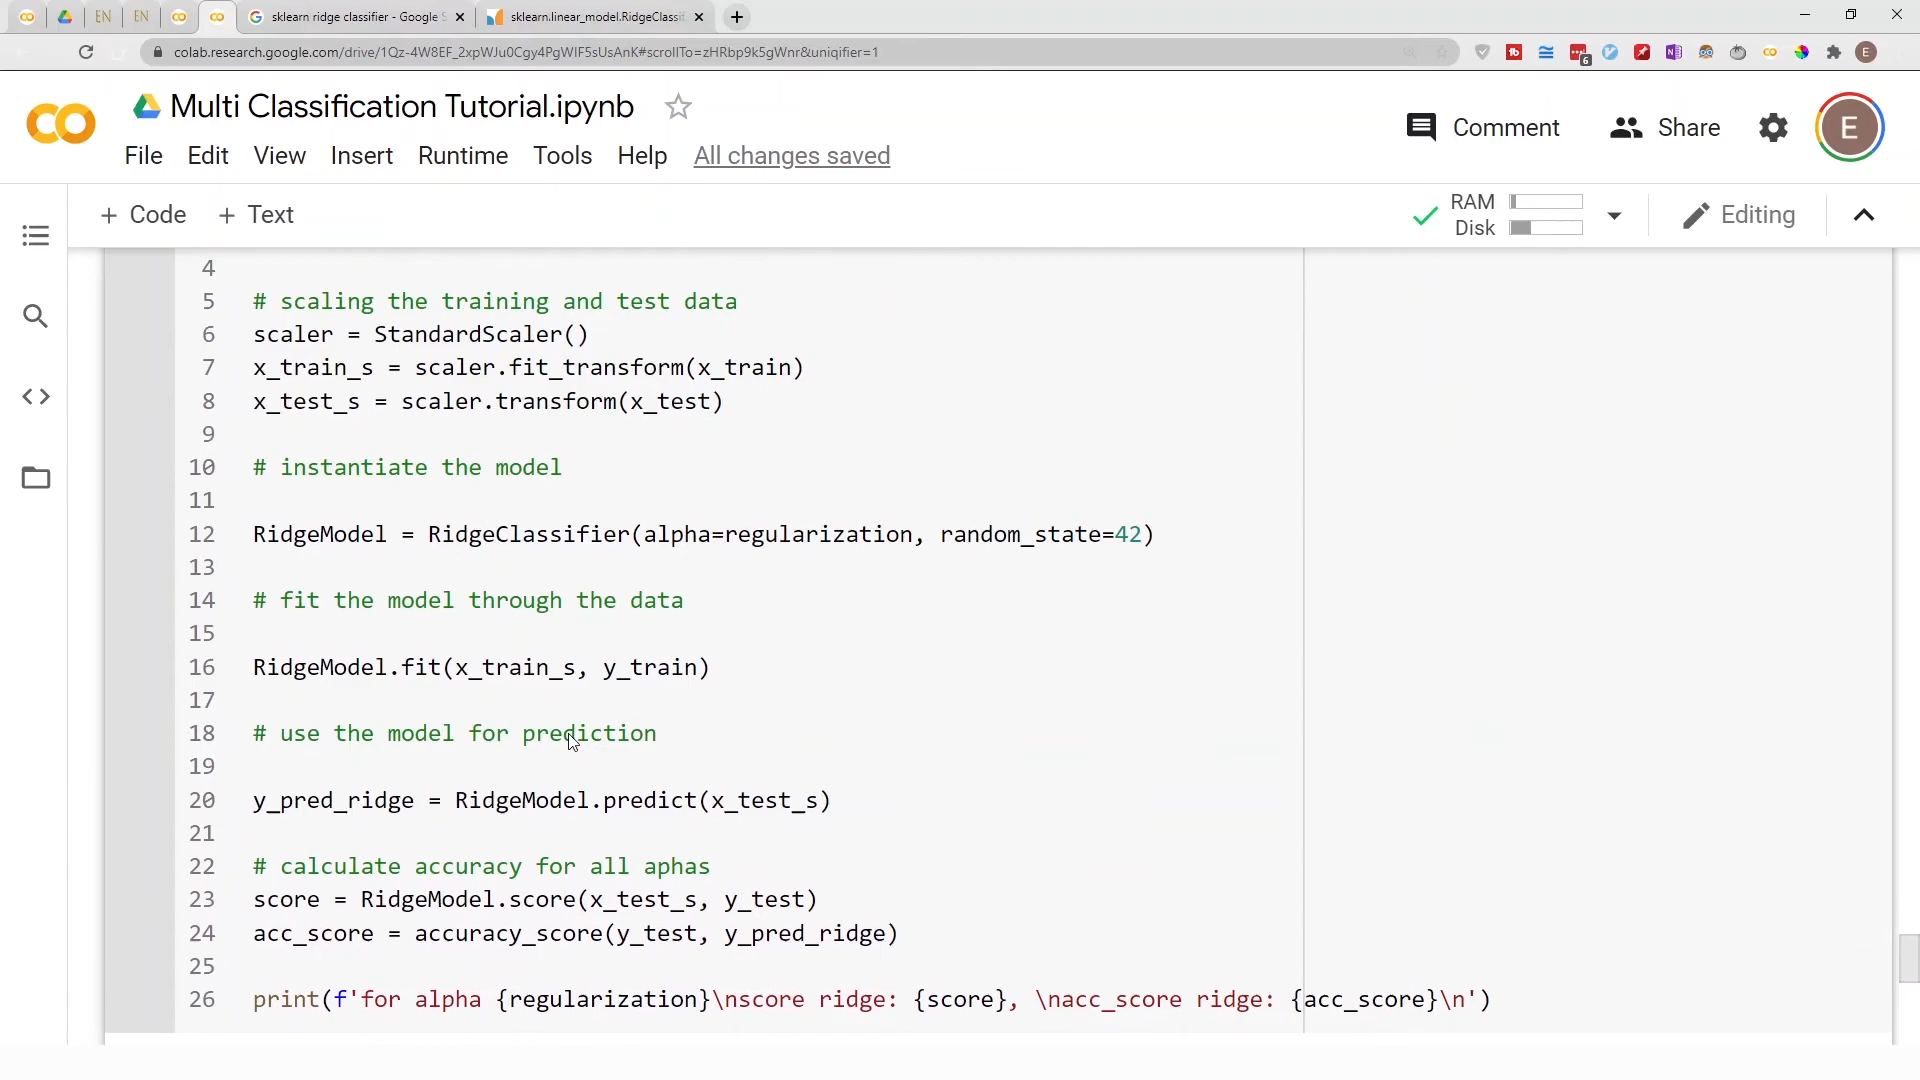 EN
EN
sklearn ridge classifier - Google S
sklearn.linear_model.RidgeClassif
colab.research.google.com/drive/1Qz-4W8EF_2xpWJu0Cgy4PgWIF5sUsAnK#scrollTo=zHRbp9k5gWnr&uniqifier=1
6
E
Multi Classification Tutorial.ipynb
Comment
Share
E
File Edit View Insert Runtime Tools Help All changes saved
+ Code + Text
RAM
Disk
Editing
4
5 # scaling the training and test data
6 scaler = StandardScaler()
7 x_train_s = scaler.fit_transform(x_train)
8 x_test_s = scaler.transform(x_test)
9
10 # instantiate the model
11
12 RidgeModel = RidgeClassifier(alpha=regularization, random_state=42)
13
14 # fit the model through the data
15
16 RidgeModel.fit(x_train_s, y_train)
17
18 # use the model for prediction
19
20 y_pred_ridge = RidgeModel.predict(x_test_s)
21
22 # calculate accuracy for all aphas
23 score = RidgeModel.score(x_test_s, y_test)
24 acc_score = accuracy_score(y_test, y_pred_ridge)
25
26 print(f'for alpha {regularization}\nscore ridge: {score}, \nacc_score ridge: {acc_score}\n')